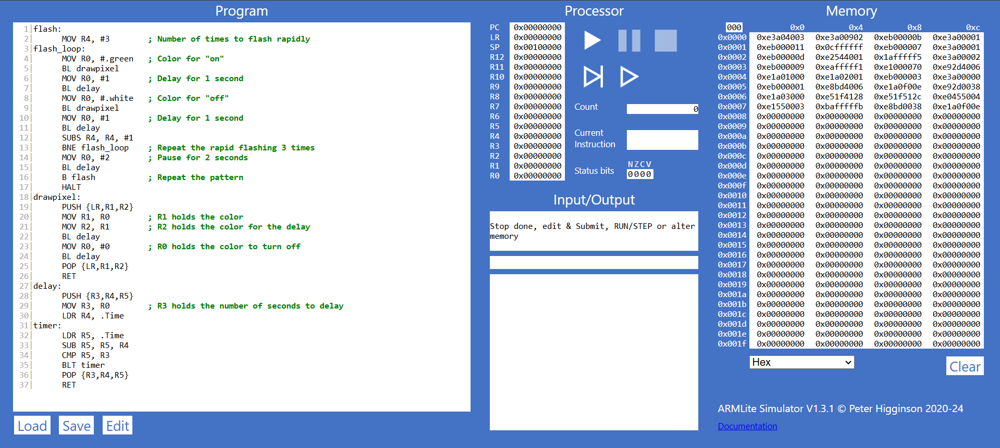 Program
1|flash:
2|      MOV R4, #3        ; Number of times to flash rapidly
3|flash_loop:
4|      MOV R0, #.green   ; Color for "on"
5|      BL drawpixel
6|      MOV R0, #1        ; Delay for 1 second
7|      BL delay
8|      MOV R0, #.white   ; Color for "off"
9|      BL drawpixel
10|      MOV R0, #1        ; Delay for 1 second
11|      BL delay
12|      SUBS R4, R4, #1
13|      BNE flash_loop    ; Repeat the rapid flashing 3 times
14|      MOV R0, #2        ; Pause for 2 seconds
15|      BL delay
16|      B flash           ; Repeat the pattern
17|      HALT
18|drawpixel:
19|      PUSH {LR,R1,R2}
20|      MOV R1, R0        ; R1 holds the color
21|      MOV R2, R1        ; R2 holds the color for the delay
22|      BL delay
23|      MOV R0, #0        ; R0 holds the color to turn off
24|      BL delay
25|      POP {LR,R1,R2}
26|      RET
27|delay:
28|      PUSH {R3,R4,R5}
29|      MOV R3, R0        ; R3 holds the number of seconds to delay
30|      LDR R4, .Time
31|timer:
32|      LDR R5, .Time
33|      SUB R5, R5, R4
34|      CMP R5, R3
35|      BLT timer
36|      POP {R3,R4,R5}
37|      RET
Load Save Edit
Processor
PC 0x00000000
LR 0x00000000
SP 0x00100000
R12 0x00000000
R11 0x00000000
R10 0x00000000
R9 0x00000000
R8 0x00000000
R7 0x00000000
R6 0x00000000
R5 0x00000000
R4 0x00000000
R3 0x00000000
R2 0x00000000
R1 0x00000000
R0 0x00000000
Count 0
Current
Instruction
NZCV
Status bits 0000
Input/Output
Stop done, edit & Submit, RUN/STEP or alter
memory
Memory
000 0x0 0x4 0x8 0xc
0x0000 0xe3a04003 0xe3a00902 0xeb00000b 0xe3a00001
0x0001 0xeb000011 0x0cffffff 0xeb000007 0xe3a00001
0x0002 0xeb00000d 0xe2544001 0x1afffff5 0xe3a00002
0x0003 0xeb000009 0xeafffff1 0xe1000070 0xe92d4006
0x0004 0xe1a01000 0xe1a02001 0xeb000003 0xe3a00000
0x0005 0xeb000001 0xe8bd4006 0xe1a0f00e 0xe92d0038
0x0006 0xe1a03000 0xe51f4128 0xe51f512c 0xe0455004
0x0007 0xe1550003 0xbafffffb 0xe8bd0038 0xe1a0f00e
0x0008 0x00000000 0x00000000 0x00000000 0x00000000
0x0009 0x00000000 0x00000000 0x00000000 0x00000000
0x000a 0x00000000 0x00000000 0x00000000 0x00000000
0x000b 0x00000000 0x00000000 0x00000000 0x00000000
0x000c 0x00000000 0x00000000 0x00000000 0x00000000
0x000d 0x00000000 0x00000000 0x00000000 0x00000000
0x000e 0x00000000 0x00000000 0x00000000 0x00000000
0x000f 0x00000000 0x00000000 0x00000000 0x00000000
0x0010 0x00000000 0x00000000 0x00000000 0x00000000
0x0011 0x00000000 0x00000000 0x00000000 0x00000000
0x0012 0x00000000 0x00000000 0x00000000 0x00000000
0x0013 0x00000000 0x00000000 0x00000000 0x00000000
0x0014 0x00000000 0x00000000 0x00000000 0x00000000
0x0015 0x00000000 0x00000000 0x00000000 0x00000000
0x0016 0x00000000 0x00000000 0x00000000 0x00000000
0x0017 0x00000000 0x00000000 0x00000000 0x00000000
0x0018 0x00000000 0x00000000 0x00000000 0x00000000
0x0019 0x00000000 0x00000000 0x00000000 0x00000000
0x001a 0x00000000 0x00000000 0x00000000 0x00000000
0x001b 0x00000000 0x00000000 0x00000000 0x00000000
0x001c 0x00000000 0x00000000 0x00000000 0x00000000
0x001d 0x00000000 0x00000000 0x00000000 0x00000000
0x001e 0x00000000 0x00000000 0x00000000 0x00000000
0x001f 0x00000000 0x00000000 0x00000000 0x00000000
Hex Clear
ARMLite Simulator V1.3.1 © Peter Higginson 2020-24
Documentation